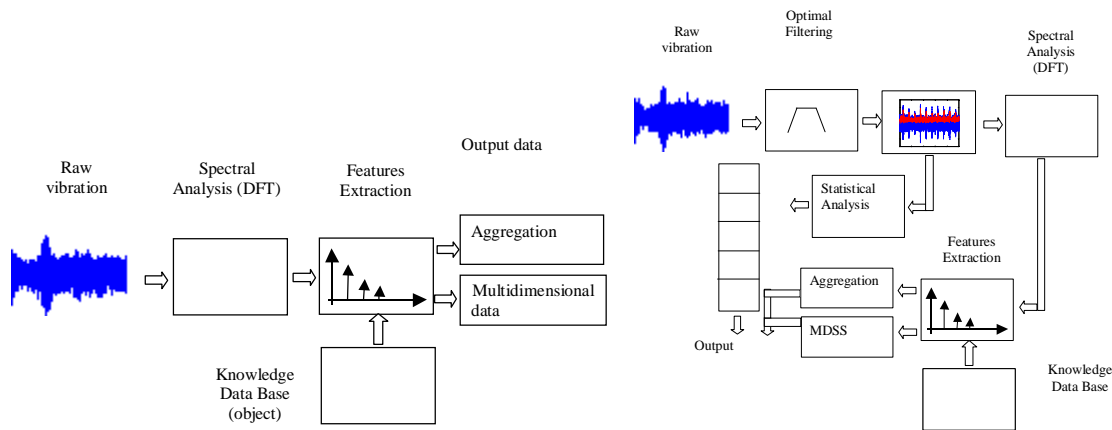 Raw
vibration
Spectral
Analysis (DFT)
Features
Extraction
Output data
Aggregation
Multidimensional
data
Knowledge
Data Base
(object)
Raw
vibration
Optimal
Filtering
Spectral
Analysis
(DFT)
Statistical
Analysis
Features
Extraction
Aggregation
MDSS
Output
Knowledge
Data Base